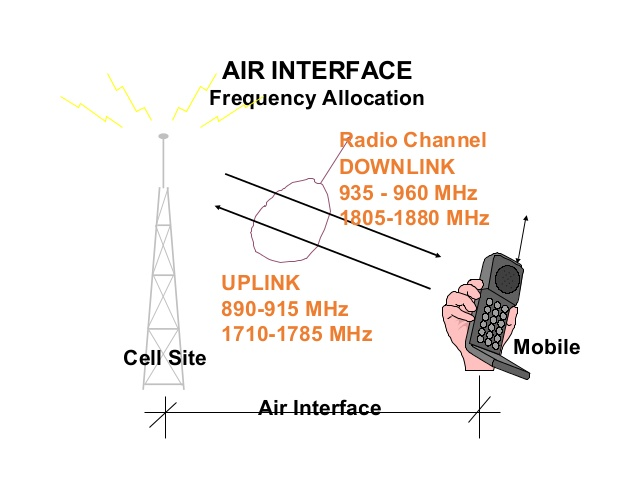 AIR INTERFACE
Frequency Allocation
Radio Channel
DOWNLINK
935 - 960 MHz
1805-1880 MHz
UPLINK
890-915 MHz
1710-1785 MHz
Cell Site
Mobile
Air Interface